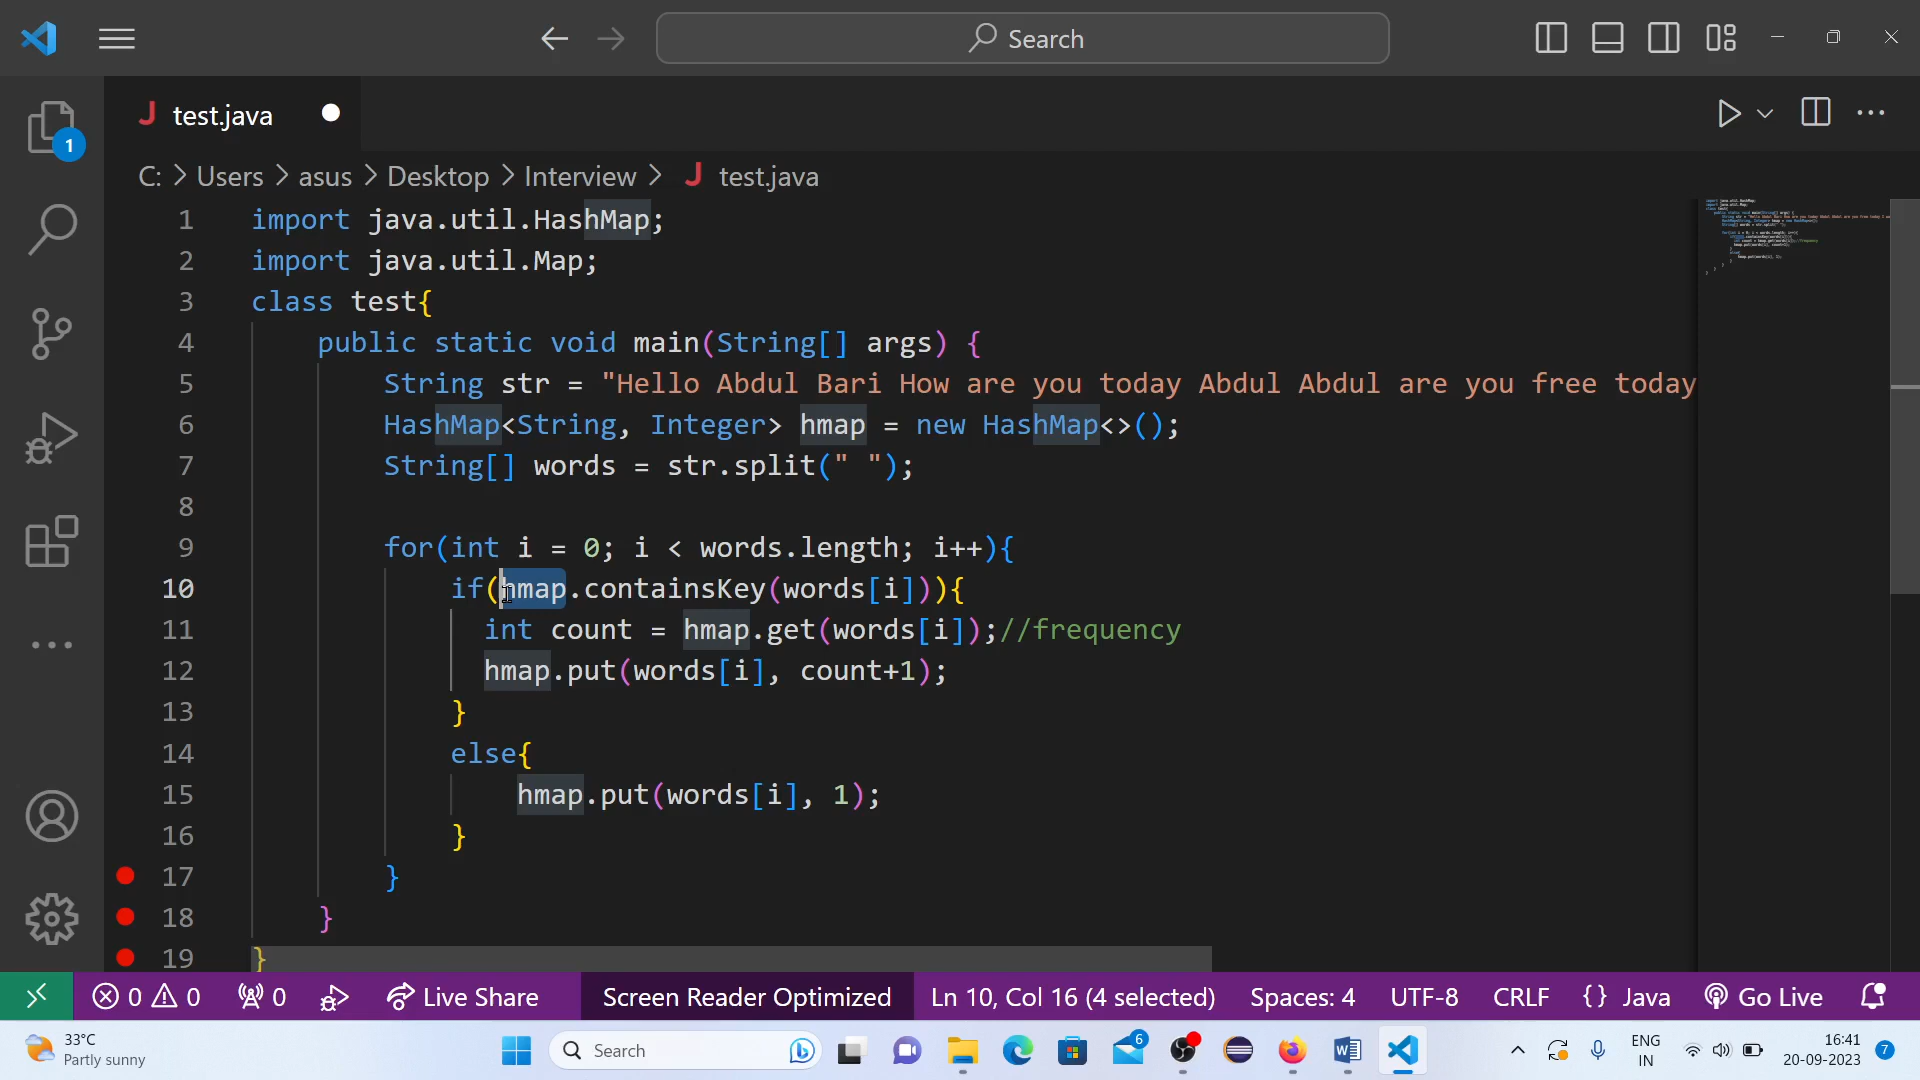 Search
J test.java
1
C: > Users > asus > Desktop > Interview > J test.java
1 import java.util.HashMap;
2 import java.util.Map;
3 class test{
4 public static void main(String[] args) {
5 String str = "Hello Abdul Bari How are you today Abdul Abdul are you free today
6 HashMap<String, Integer> hmap = new HashMap<>();
7 String[] words = str.split(" ");
8
9 for(int i = 0; i < words.length; i++){
10 if(hmap.containsKey(words[i])){
11 int count = hmap.get(words[i]);//frequency
12 hmap.put(words[i], count+1);
13 }
14 else{
15 hmap.put(words[i], 1);
16 }
17 }
18 }
19 }
0 0 0 Live Share Screen Reader Optimized Ln 10, Col 16 (4 selected) Spaces: 4 UTF-8 CRLF {} Java Go Live
33°C
Partly sunny
Search
6
ENG
IN
16:41
20-09-2023
7